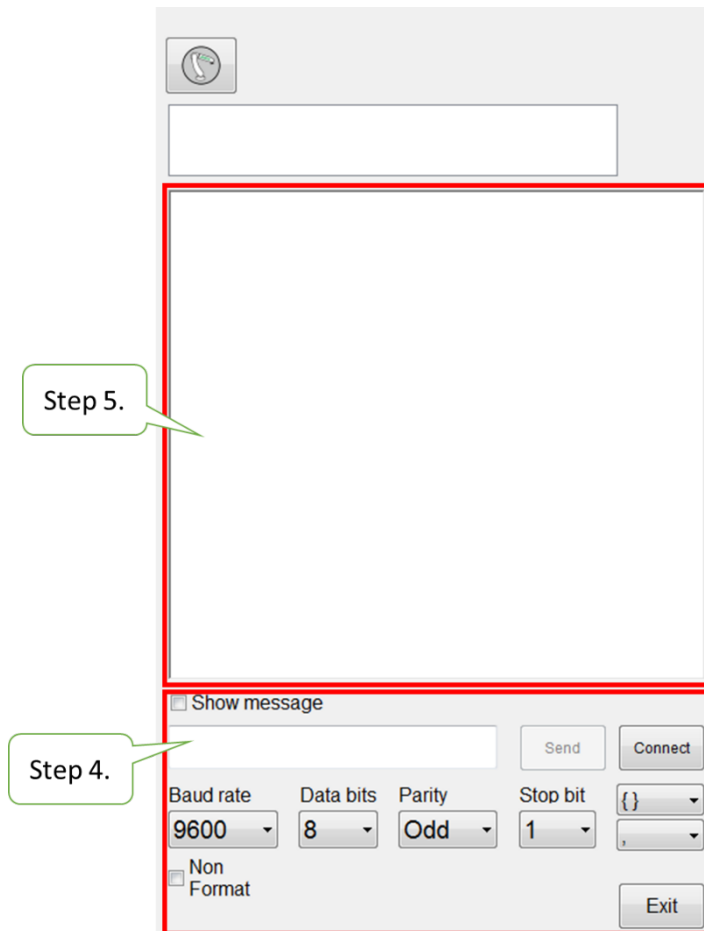 Step 5.
Show message
Step 4.
Send
Connect
Baud rate Data bits Parity Stop bit
{ }
9600 8 Odd 1
,
Non
Format
Exit